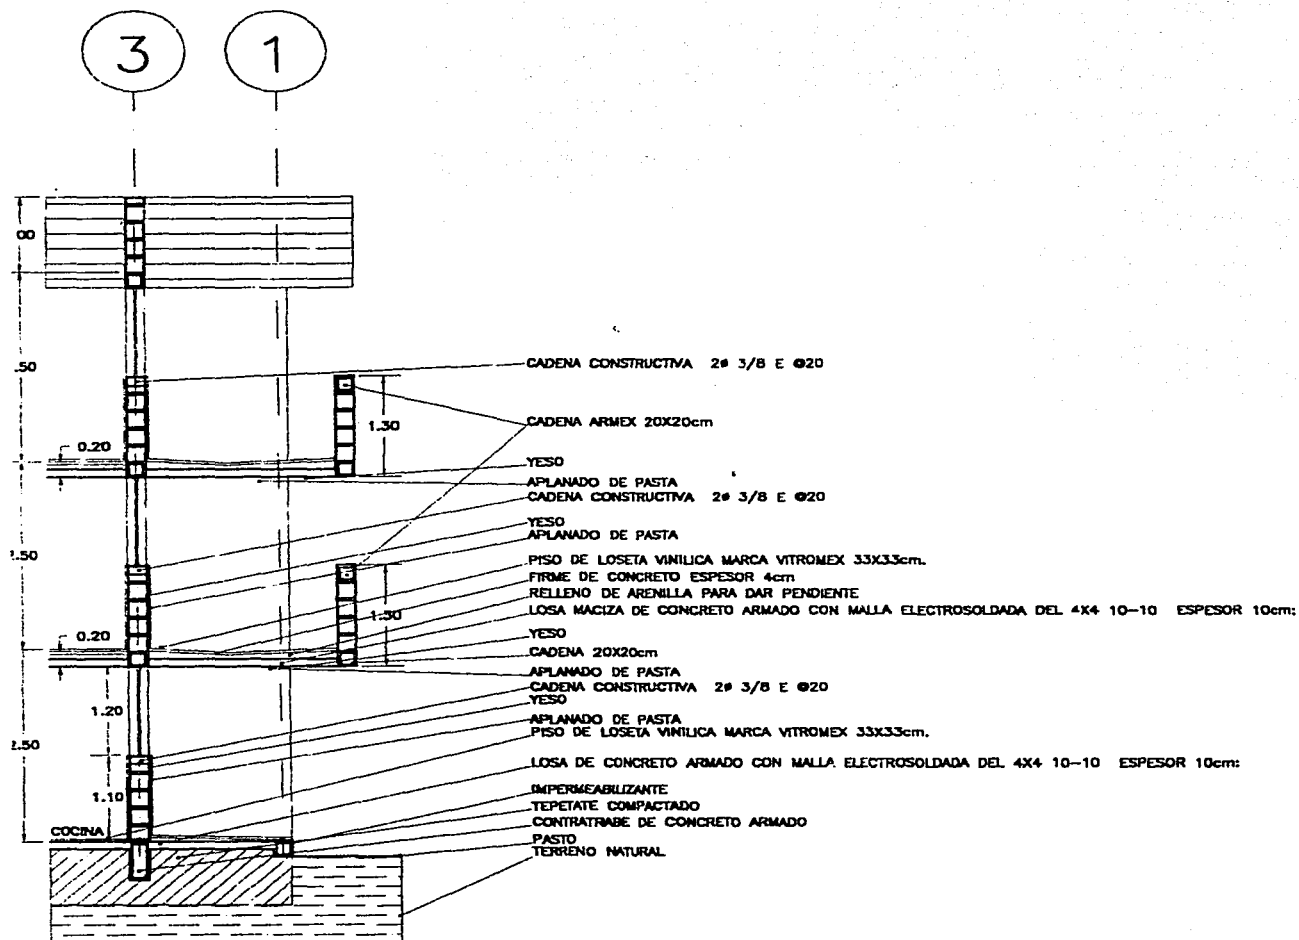 3 1
00
.50
CADENA CONSTRUCTIVA 2ø 3/8 E @20
CADENA ARMEX 20X20cm
1.30
0.20
YESO
APLANADO DE PASTA
CADENA CONSTRUCTIVA 2ø 3/8 E @20
YESO
APLANADO DE PASTA
2.50
PISO DE LOSETA VINILICA MARCA VITROMEX 33X33cm.
FIRME DE CONCRETO ESPESOR 4cm
RELLENO DE ARENILLA PARA DAR PENDIENTE
LOSA MACIZA DE CONCRETO ARMADO CON MALLA ELECTROSOLDADA DEL 4X4 10-10 ESPESOR 10cm:
1.30
0.20
YESO
CADENA 20X20cm
APLANADO DE PASTA
CADENA CONSTRUCTIVA 2ø 3/8 E @20
YESO
1.20
APLANADO DE PASTA
PISO DE LOSETA VINILICA MARCA VITROMEX 33X33cm.
2.50
LOSA DE CONCRETO ARMADO CON MALLA ELECTROSOLDADA DEL 4X4 10-10 ESPESOR 10cm:
IMPERMEABILIZANTE
1.10
TEPETATE COMPACTADO
CONTRATRABE DE CONCRETO ARMADO
COCINA
PASTO
TERRENO NATURAL